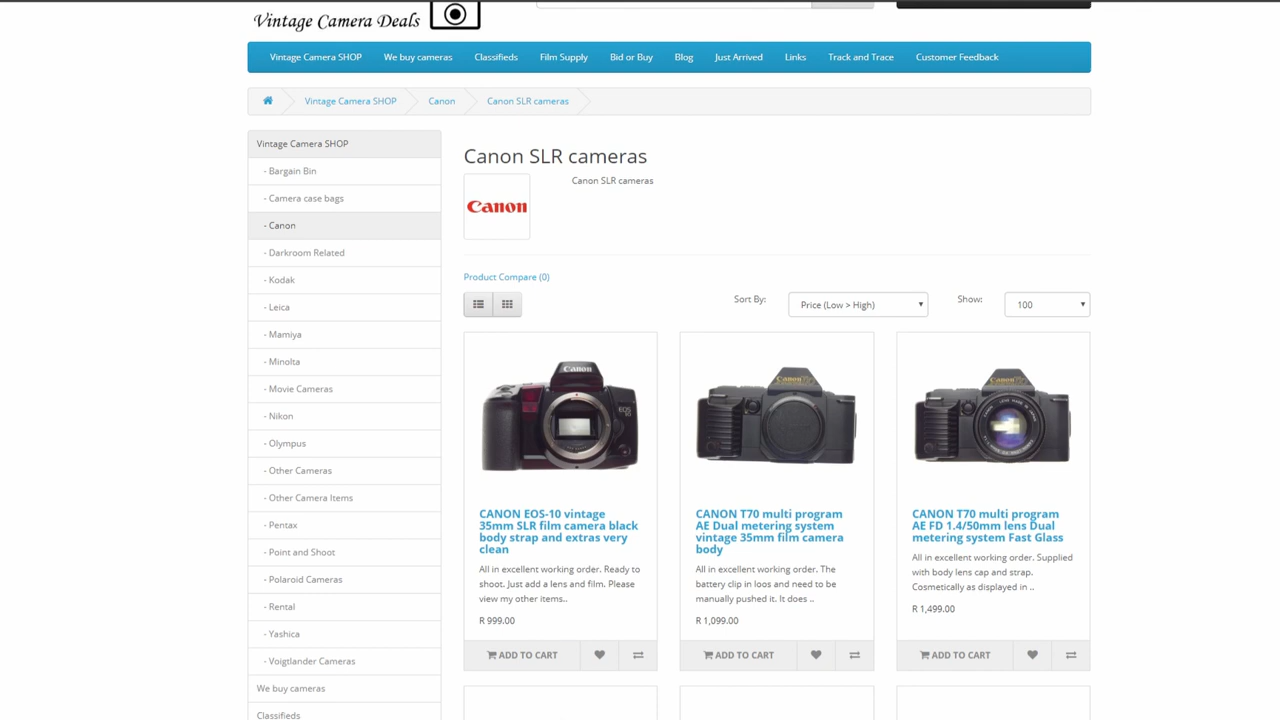 Vintage Camera Deals
Vintage Camera SHOP We buy cameras Classifieds Film Supply Bid or Buy Blog Just Arrived Links Track and Trace Customer Feedback
Vintage Camera SHOP Canon Canon SLR cameras
Vintage Camera SHOP
- Bargain Bin
- Camera case bags
- Canon
- Darkroom Related
- Kodak
- Leica
- Mamiya
- Minolta
- Movie Cameras
- Nikon
- Olympus
- Other Cameras
- Other Camera Items
- Pentax
- Point and Shoot
- Polaroid Cameras
- Rental
- Yashica
- Voigtlander Cameras
We buy cameras
Classifieds
Canon SLR cameras
Canon
Canon SLR cameras
Product Compare (0)
Sort By: Price (Low > High) Show: 100
Canon
EOS
CANON EOS-10 vintage
35mm SLR film camera black
body strap and extras very
clean
All in excellent working order. Ready to
shoot. Just add a lens and film. Please
view my other items..
R 999.00
ADD TO CART
Canon
CANON T70 multi program
AE Dual metering system
vintage 35mm film camera
body
All in excellent working order. The
battery clip in loos and need to be
manually pushed it. It does ..
R 1,099.00
ADD TO CART
Canon
CANON T70 multi program
AE FD 1.4/50mm lens Dual
metering system Fast Glass
All in excellent working order. Supplied
with body lens cap and strap.
Cosmetically as displayed in ..
R 1,499.00
ADD TO CART